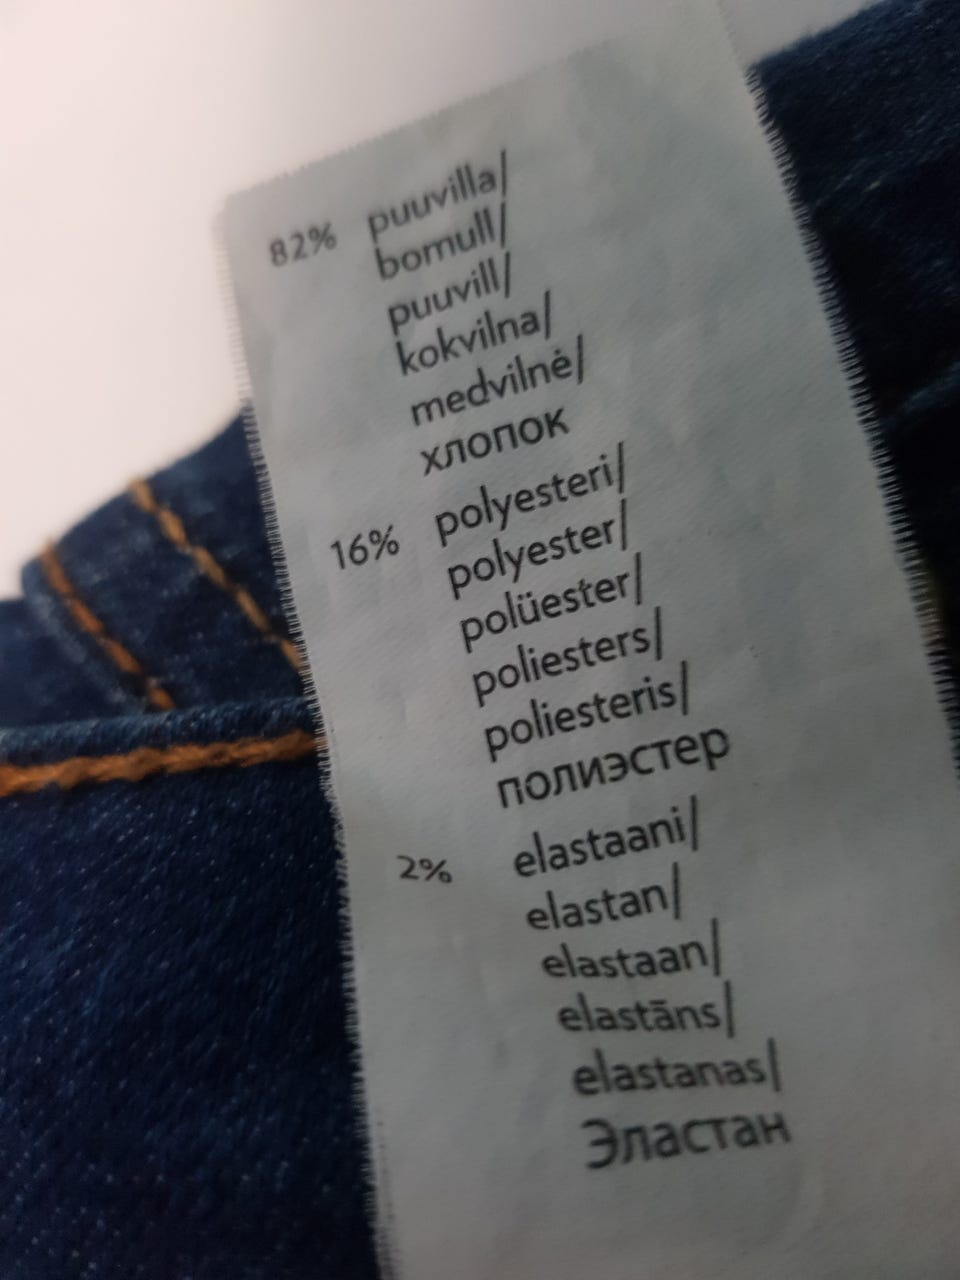 82% puuvilla/
bomull/
puuvill/
kokvilna/
medvilnė/
хлопок
16% polyesteri/
polyester/
polüester/
poliesters/
poliesteris/
полиэстер
2% elastaani/
elastan/
elastaan/
elastāns/
elastanas/
Эластан